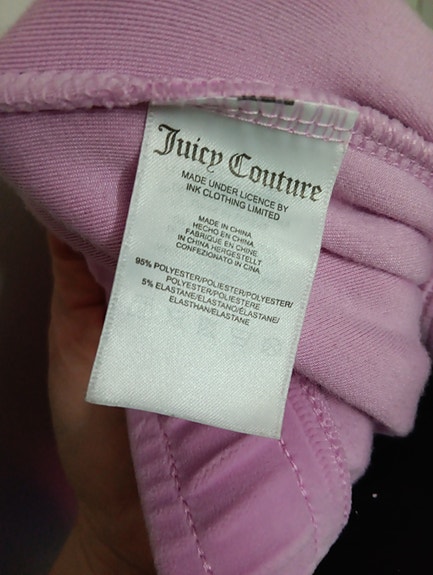 Juicy Couture
MADE UNDER LICENCE BY
INK CLOTHING LIMITED
MADE IN CHINA
HECHO EN CHINA
FABRIQUE EN CHINE
IN CHINA HERGESTELLT
CONFEZIONATO IN CINA
95% POLYESTER/POLIESTER/POLYESTER/
POLYESTER/POLIESTERE
5% ELASTANE/ELASTANO/ÉLASTANE/
ELASTHAN/ELASTANE